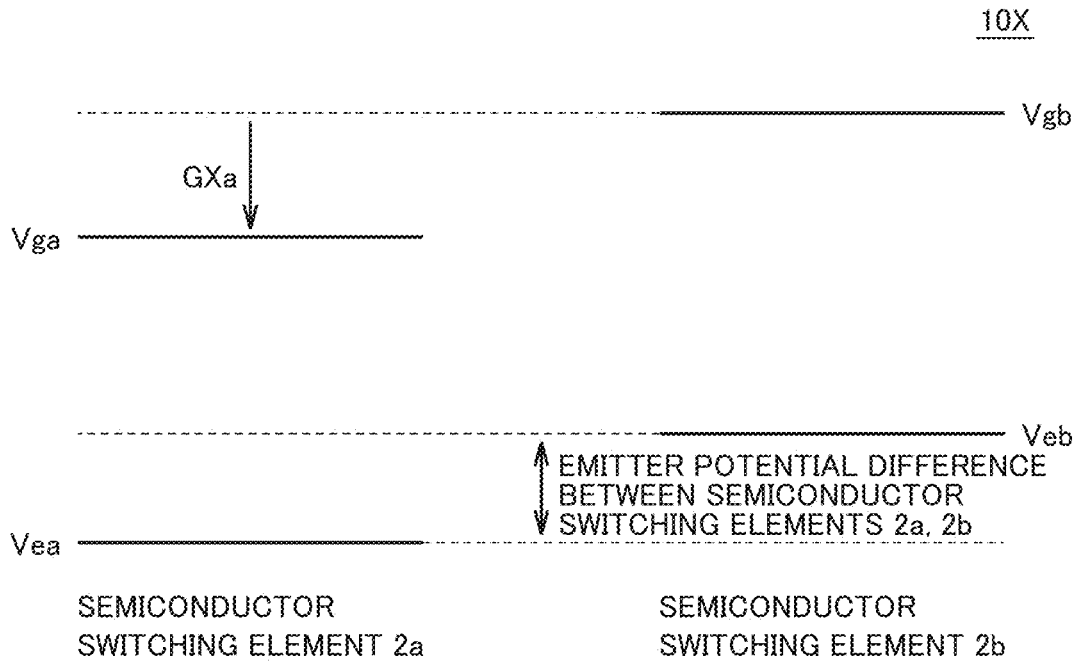 10X
Vgb
GXa
Vga
Veb
EMITTER POTENTIAL DIFFERENCE
BETWEEN SEMICONDUCTOR
SWITCHING ELEMENTS 2a, 2b
Vea
SEMICONDUCTOR
SWITCHING ELEMENT 2a
SEMICONDUCTOR
SWITCHING ELEMENT 2b